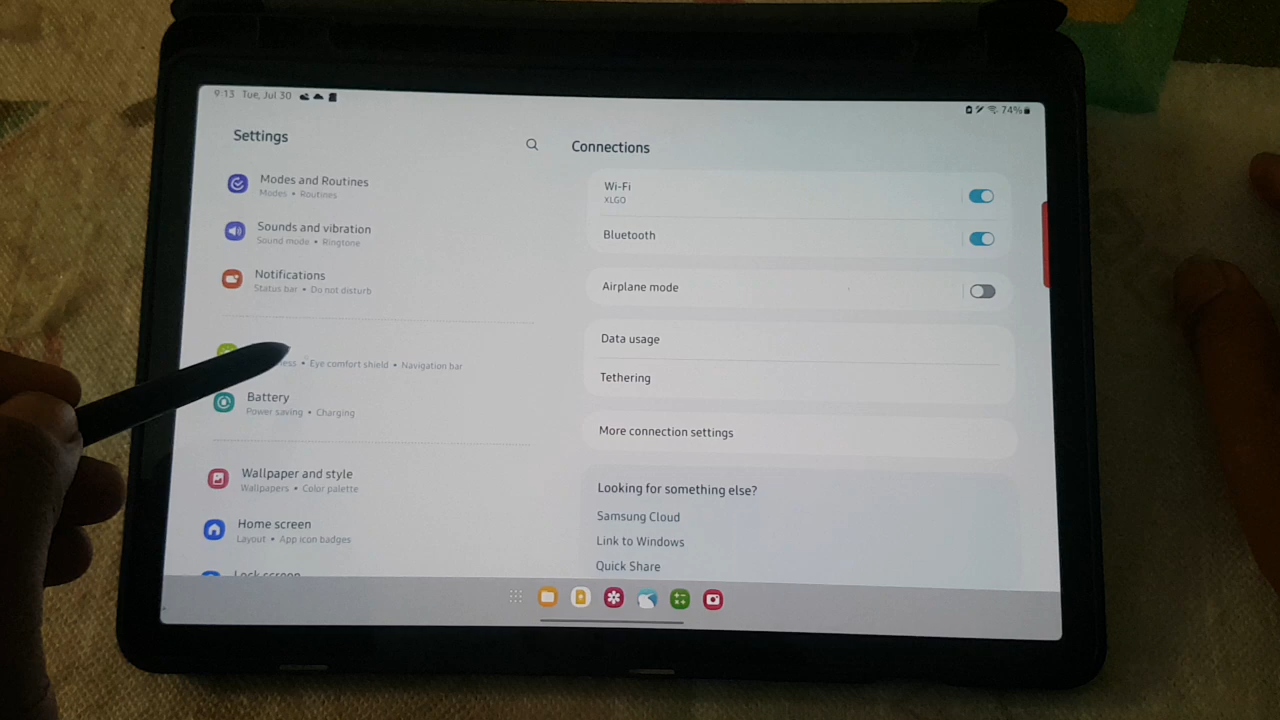 9:13 Tue, Jul 30
74%
Settings
Modes and Routines
Modes • Routines
Sounds and vibration
Sound mode • Ringtone
Notifications
Status bar • Do not disturb
• Eye comfort shield • Navigation bar
Battery
Power saving • Charging
Wallpaper and style
Wallpapers • Color palette
Home screen
Layout • App icon badges
Lock screen
Connections
Wi-Fi
XLGO
Bluetooth
Airplane mode
Data usage
Tethering
More connection settings
Looking for something else?
Samsung Cloud
Link to Windows
Quick Share